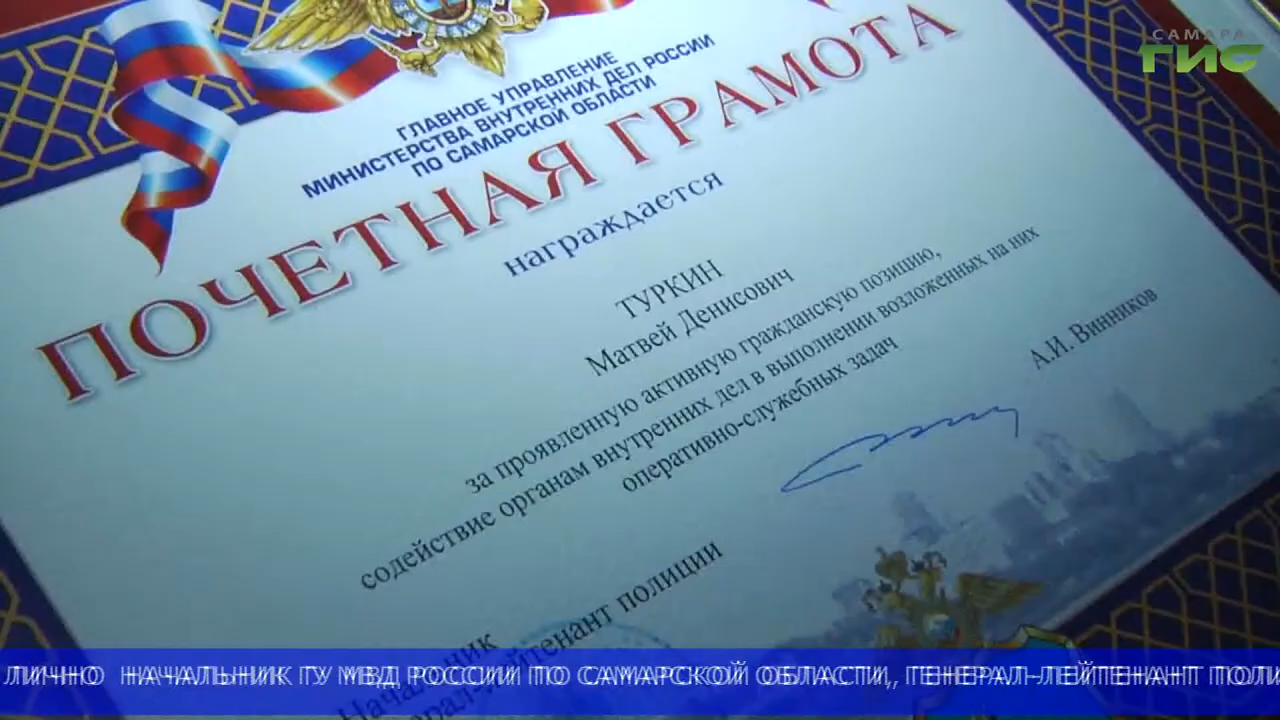 САМАРА
ГИС
ГЛАВНОЕ УПРАВЛЕНИЕ
МИНИСТЕРСТВА ВНУТРЕННИХ ДЕЛ РОССИИ
ПО САМАРСКОЙ ОБЛАСТИ
ПОЧЕТНАЯ ГРАМОТА
награждается
ТУРКИН
Матвей Денисович
за проявленную активную гражданскую позицию,
содействие органам внутренних дел в выполнении возложенных на них
оперативно-служебных задач
А.И. Винников
Начальник
генерал-лейтенант полиции
ЛИЧНО НАЧАЛЬНИК ГУ МВД РОССИИ ПО САМАРСКОЙ ОБЛАСТИ, ГЕНЕРАЛ-ЛЕЙТЕНАНТ ПОЛИ